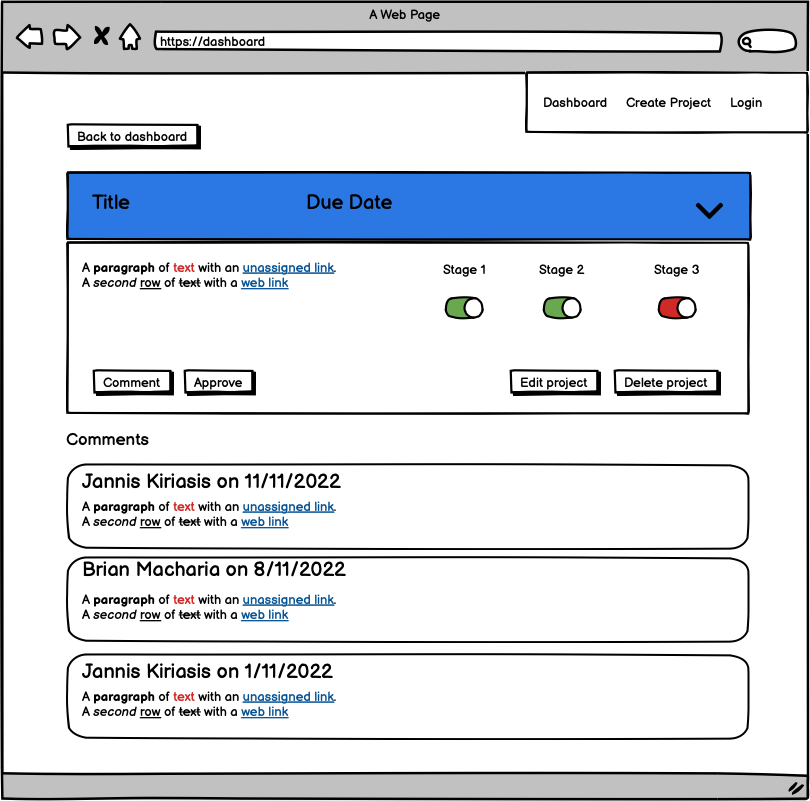 A Web Page
https://dashboard
Dashboard Create Project Login
Back to dashboard
Title Due Date
A paragraph of text with an unassigned link.
A second row of text with a web link
Stage 1 Stage 2 Stage 3
Comment Approve Edit project Delete project
Comments
Jannis Kiriasis on 11/11/2022
A paragraph of text with an unassigned link.
A second row of text with a web link
Brian Macharia on 8/11/2022
A paragraph of text with an unassigned link.
A second row of text with a web link
Jannis Kiriasis on 1/11/2022
A paragraph of text with an unassigned link.
A second row of text with a web link